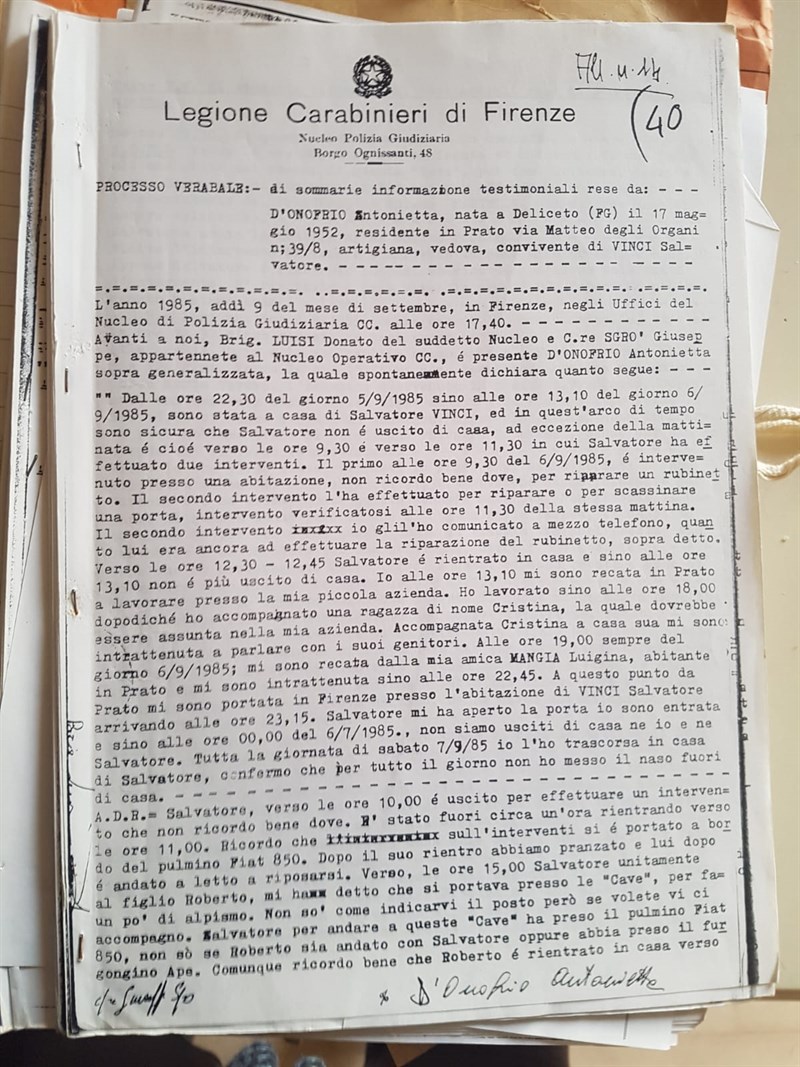 40
Legione Carabinieri di Firenze
Nucleo Polizia Giudiziaria
Borgo Ognissanti, 48
PROCESSO VERABALE:- di sommarie informazione testimoniali rese da: - - -
D'ONOFRIO Antonietta, nata a Deliceto (FG) il 17 mag=
gio 1952, residente in Prato via Matteo degli Organi
n;39/8, artigiana, vedova, convivente di VINCI Sal=
vatore. - - - - - - - - - - - - - - - - - - - - - -
=.=.=.=.=.=.=.=.=.=.=.=.=. ..=.=.=.=.=.=.=.=.=.=.=.=.=.=.=.=.=.=.
L'anno 1985, addì 9 del mese di settembre, in Firenze, negli Uffici del
Nucleo di Polizia Giudiziaria CC. alle ore 17,40. - - - - - - - - - - -
Avanti a noi, Brig. LUISI Donato del suddetto Nucleo e C.re SGRO' Giusep
pe, appartennete al Nucleo Operativo CC., é presente D'ONOFRIO Antonietta
sopra generalizzata, la quale spontaneamente dichiara quanto segue: - - -
"" Dalle ore 22,30 del giorno 5/9/1985 sino alle ore 13,10 del giorno 6/
9/1985, sono stata a casa di Salvatore VINCI, ed in quest'arco di tempo
sono sicura che Salvatore non é uscito di casa, ad eccezione della matti=
nata é cioé verso le ore 9,30 e verso le ore 11,30 in cui Salvatore ha ef
fettuato due interventi. Il primo alle ore 9,30 del 6/9/1985, é interve=
nuto presso una abitazione, non ricordo bene dove, per riparare un rubinet
to. Il secondo intervento l'ha effettuato per riparare o per scassinare
una porta, intervento verificatosi alle ore 11,30 della stessa mattina.
Il secondo intervento io glil'ho comunicato a mezzo telefono, quan
to lui era ancora ad effettuare la riparazione del rubinetto, sopra detto.
Verso le ore 12,30 - 12,45 Salvatore é rientrato in casa e sino alle ore
13,10 non é più uscito di casa. Io alle ore 13,10 mi sono recata in Prato
a lavorare presso la mia piccola azienda. Ho lavorato sino alle ore 18,00
dopodiché ho accompagnato una ragazza di nome Cristina, la quale dovrebbe
essere assunta nella mia azienda. Accompagnata Cristina a casa sua mi sono
intrattenuta a parlare con i suoi genitori. Alle ore 19,00 sempre del
giorno 6/9/1985; mi sono recata dalla mia amica MANGIA Luigina, abitante
in Prato e mi sono intrattenuta sino alle ore 22,45. A questo punto da
Prato mi sono portata in Firenze presso l'abitazione di VINCI Salvatore
arrivando alle ore 23,15. Salvatore mi ha aperto la porta io sono entrata
e sino alle ore 00,00 del 6/7/1985., non siamo usciti di casa ne io e ne
Salvatore. Tutta la giornata di sabato 7/9/85 io l'ho trascorsa in casa
di Salvatore, confermo che per tutto il giorno non ho messo il naso fuori
di casa. - - - - - - - - - - - - - - - - - - - - - - - - - - - - - - -
A.D.R.= Salvatore, verso le ore 10,00 é uscito per effettuare un interven=
to che non ricordo bene dove. E' stato fuori circa un'ora rientrando verso
le ore 11,00. Ricordo che sull'interventi si é portato a bor
do del pulmino Fiat 850. Dopo il suo rientro abbiamo pranzato e lui dopo
é andato a letto a riposarsi. Verso, le ore 15,00 Salvatore unitamente
al figlio Roberto, mi ha detto che si portava presso le "Cave", per fa=
un po' di alpismo. Non so' come indicarvi il posto però se volete vi ci
accompagno. Salvatore per andare a queste "Cave" ha preso il pulmino Fiat
850, non sò se Roberto sia andato con Salvatore oppure abbia preso il fur
gongino Ape. Comunque ricordo bene che Roberto é rientrato in casa verso
D'Onofrio Antonietta